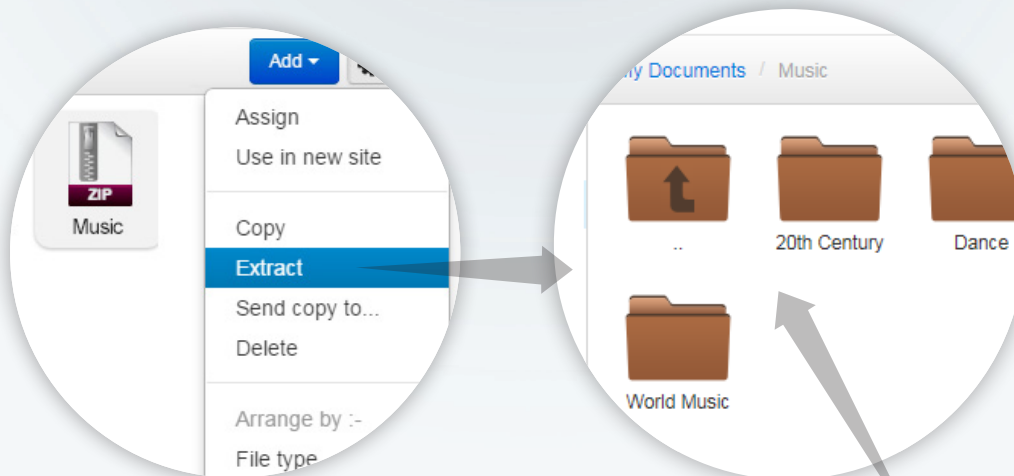 Add
Assign
Use in new site
ZIP
Music
Copy
Extract
Send copy to...
Delete
Arrange by :-
File type
Documents / Music
..
20th Century
Dance
World Music